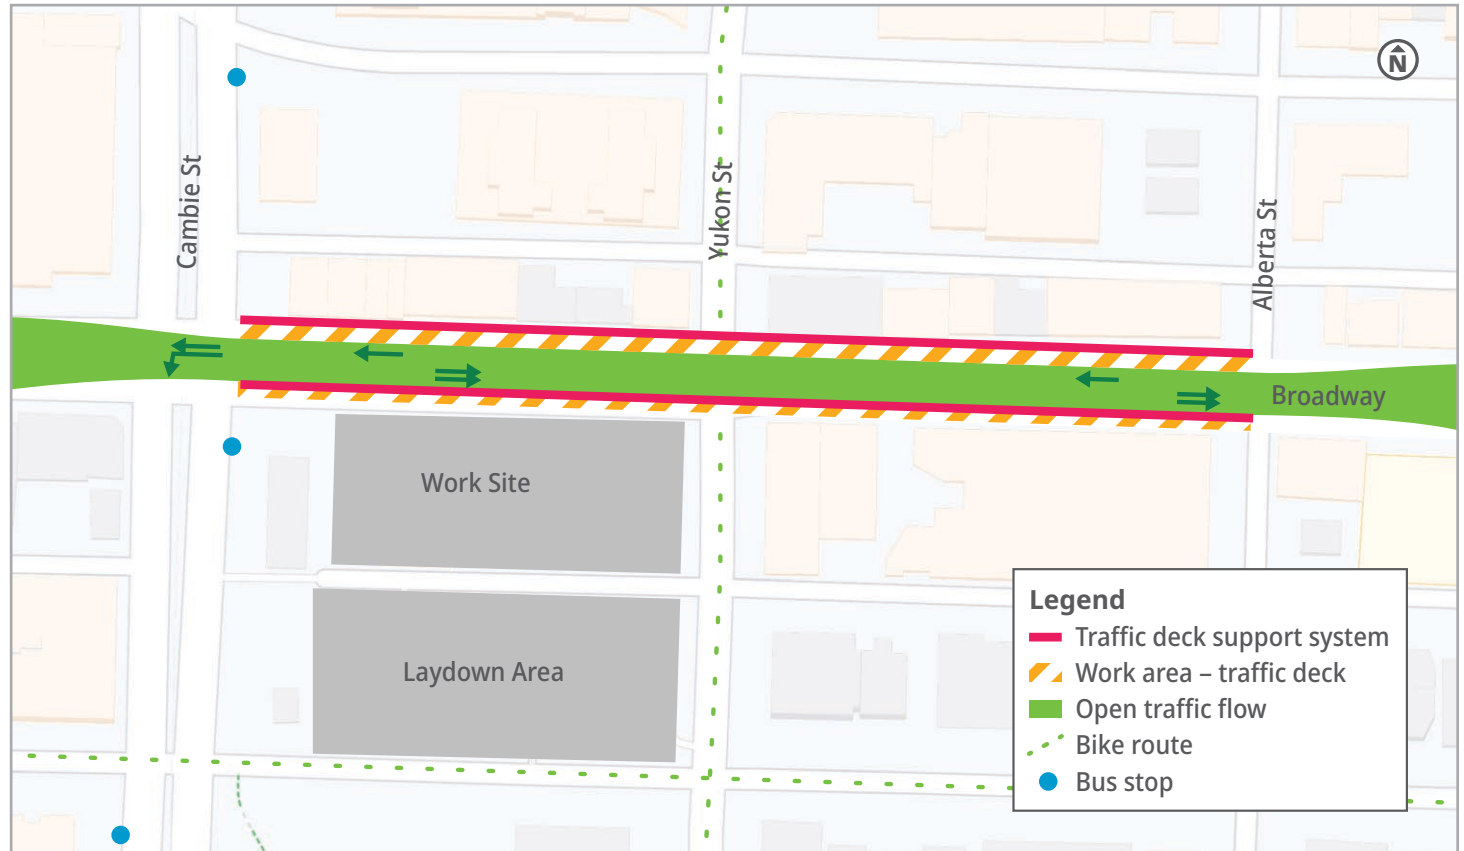 N
Cambie St
Yukon St
Alberta St
Broadway
Work Site
Laydown Area
Legend
Traffic deck support system
Work area – traffic deck
Open traffic flow
Bike route
Bus stop